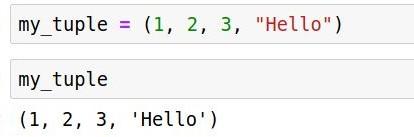 my_tuple = (1, 2, 3, "Hello")
my_tuple
(1, 2, 3, 'Hello')